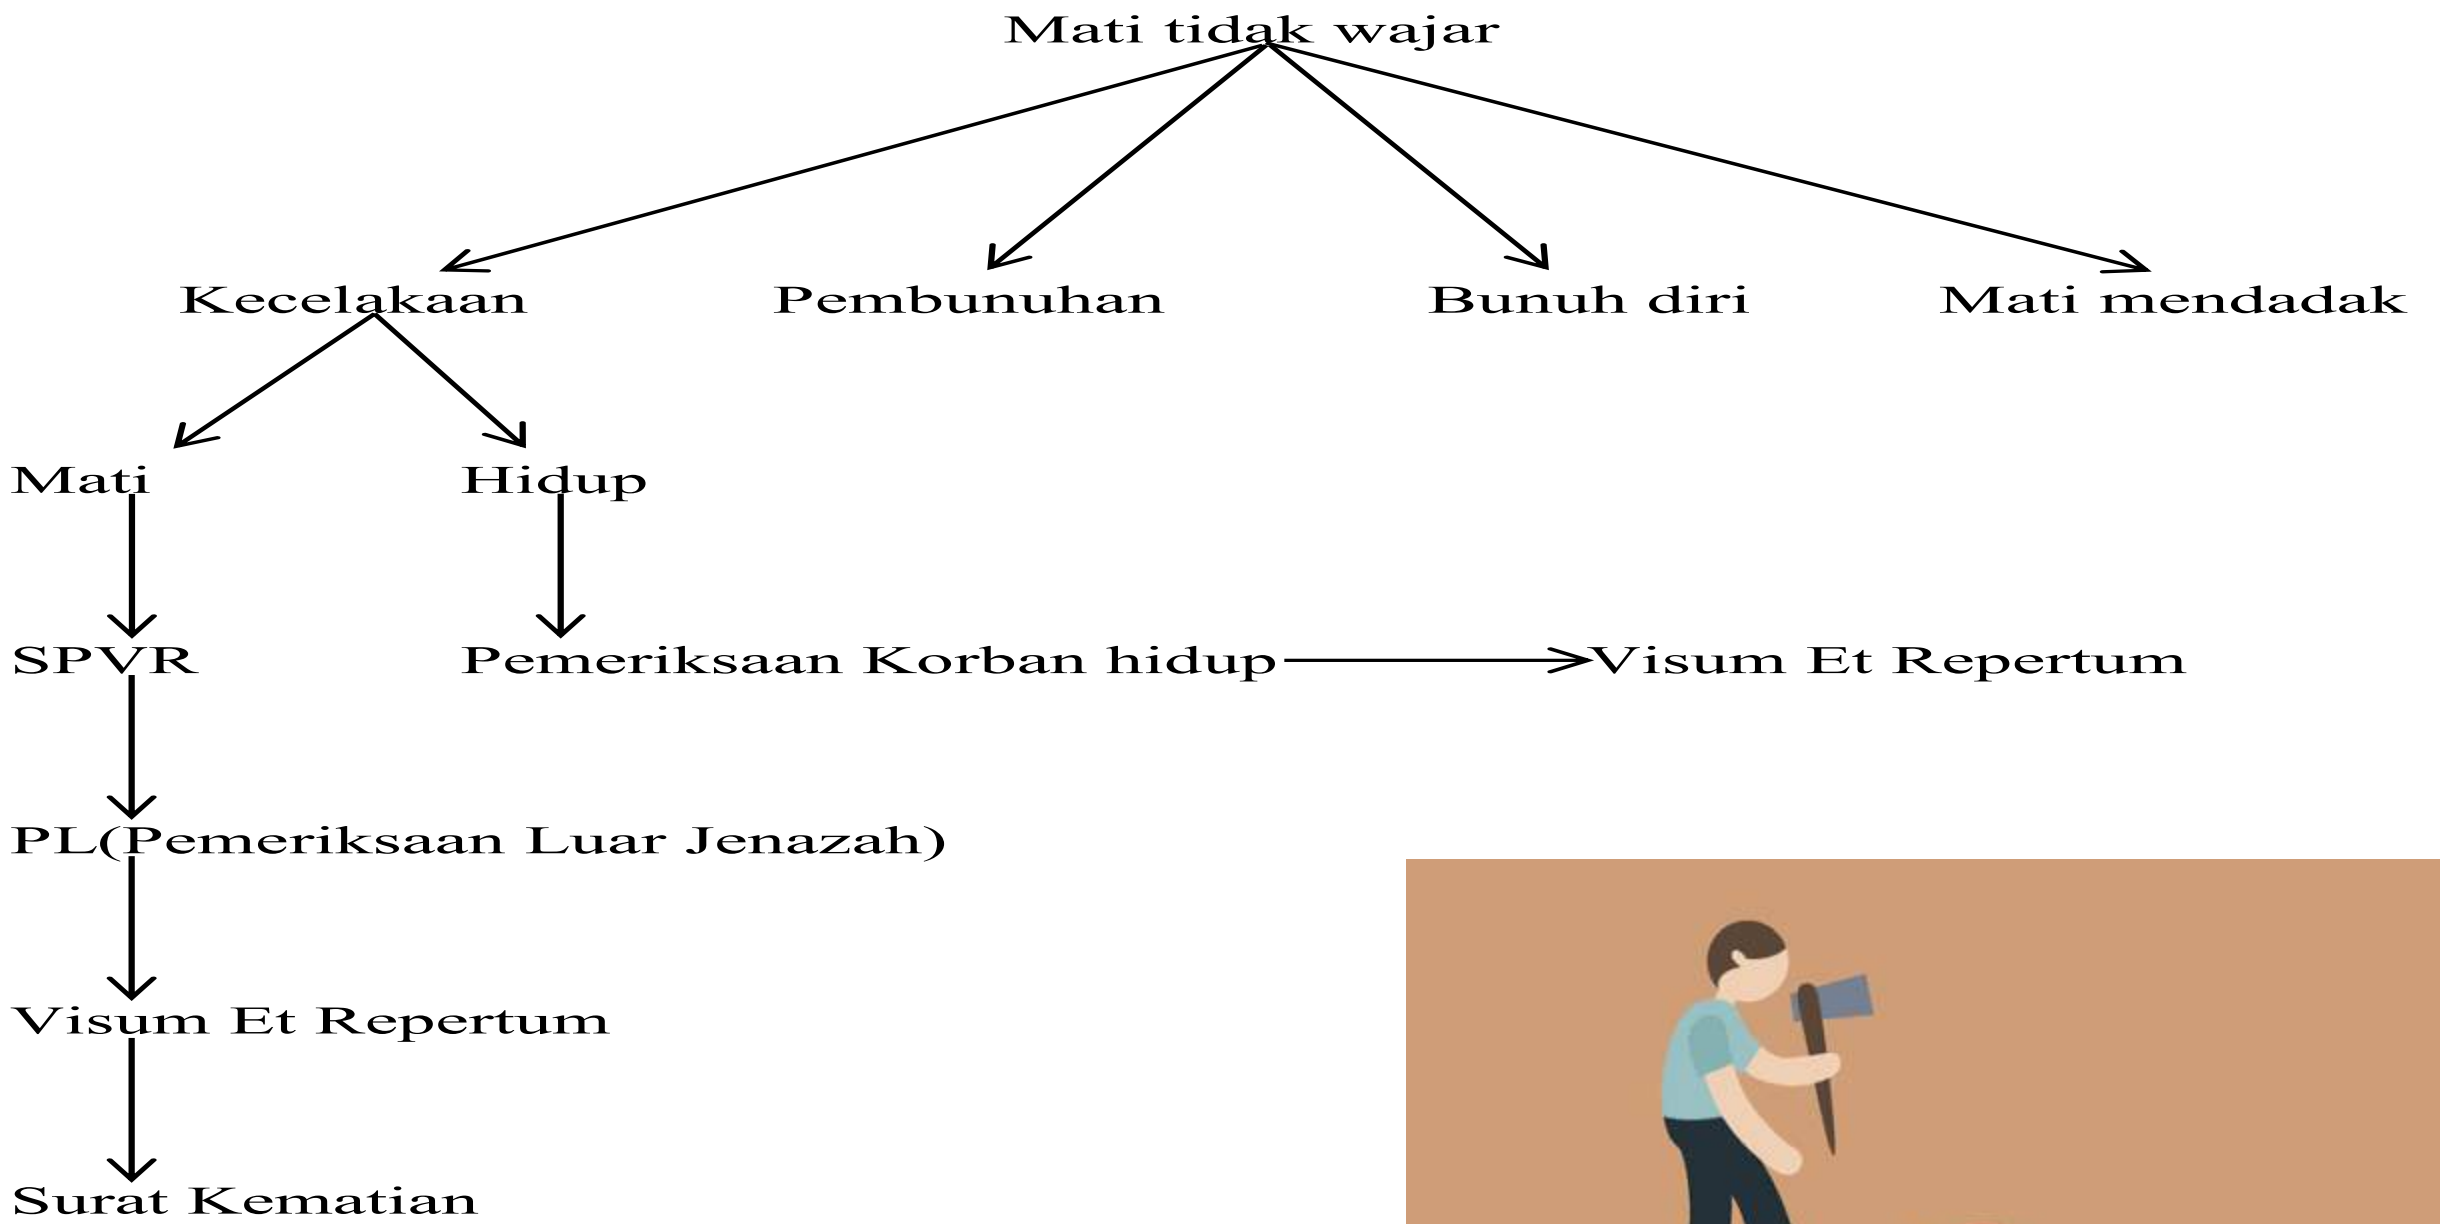 Mati tidak wajar
Kecelakaan
Pembunuhan
Bunuh diri
Mati mendadak
Mati
Hidup
SPVR
Pemeriksaan Korban hidup
Visum Et Repertum
PL(Pemeriksaan Luar Jenazah)
Visum Et Repertum
Surat Kematian